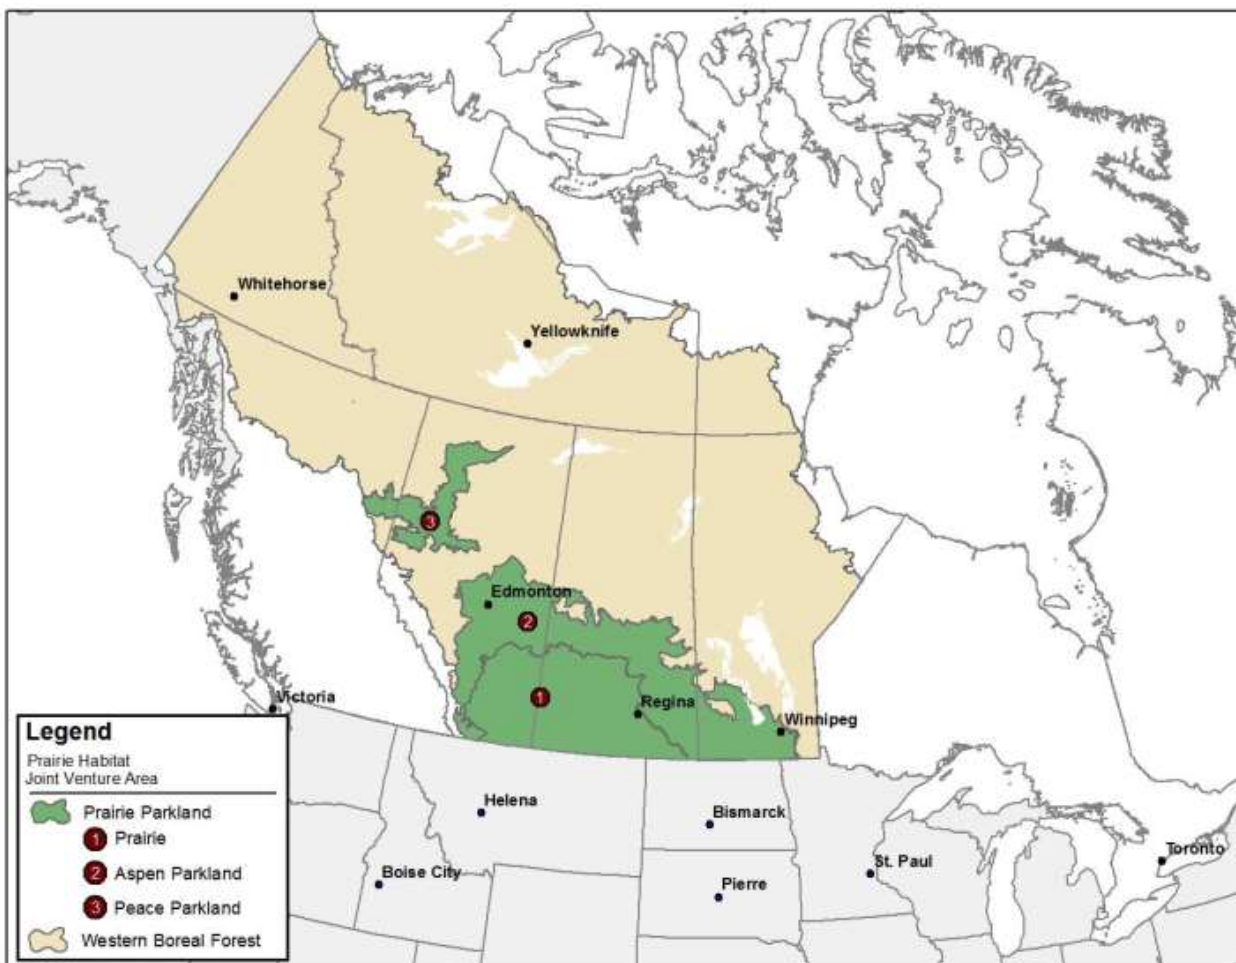 Whitehorse
Yellowknife
3
Edmonton
2
1
Regina
Victoria
Winnipeg
Legend
Prairie Habitat
Joint Venture Area
Prairie Parkland
1 Prairie
2 Aspen Parkland
3 Peace Parkland
Western Boreal Forest
Helena
Bismarck
Boise City
Pierre
St. Paul
Toronto